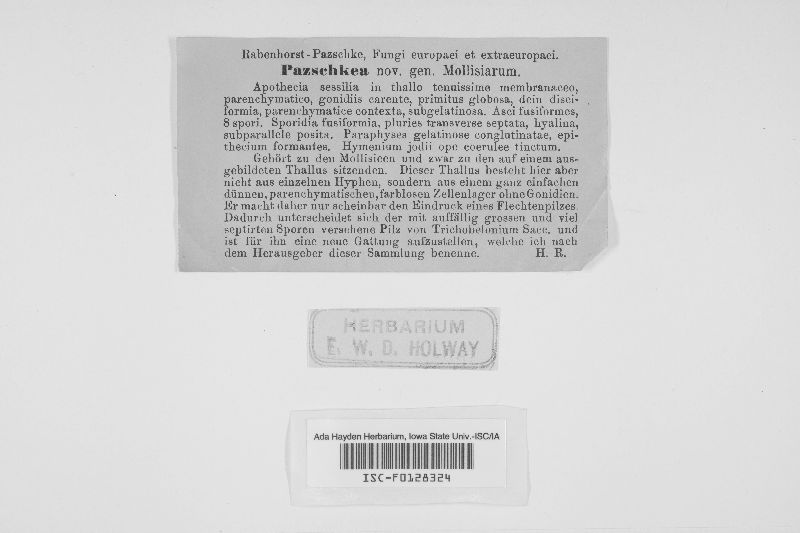 Rabenhorst-Pazschke, Fungi europaei et extraeuropaei.
Pazschkea nov. gen. Mollisiarum.
Apothecia sessilia in thallo tenuissimo membranaceo,
parenchymatico, gonidiis carente, primitus globosa, dein disci-
formia, parenchymatice contexta, subgelatinosa. Asci fusiformes,
8 spori. Sporidia fusiformia, pluries transverse septata, hyalina,
subparallele posita. Paraphyses gelatinose conglutinatae, epi-
thecium formantes. Hymenium jodii ope coerulee tinctum.
Gehört zu den Mollisieen und zwar zu den auf einem aus-
gebildeten Thallus sitzenden. Dieser Thallus besteht hier aber
nicht aus einzelnen Hyphen, sondern aus einem ganz einfachen
dünnen, parenchymatischen, farblosen Zellenlager ohne Gonidien.
Er macht daher nur scheinbar den Eindruck eines Flechtenpilzes.
Dadurch unterscheidet sich der mit auffällig grossen und viel
septirten Sporen versehene Pilz von Trichobelonium Sacc. und
ist für ihn eine neue Gattung aufzustellen, welche ich nach
dem Herausgeber dieser Sammlung benenne. H. R.
HERBARIUM
E. W. D. HOLWAY
Ada Hayden Herbarium, Iowa State Univ.-ISC/IA
ISC-F0128324